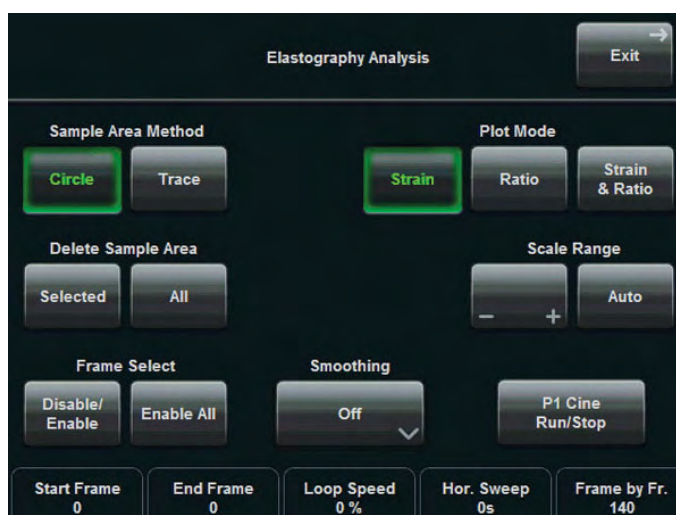 Elastography Analysis
Exit
Sample Area Method
Plot Mode
Circle
Trace
Strain
Ratio
Strain
& Ratio
Delete Sample Area
Scale Range
Selected
All
− +
Auto
Frame Select
Smoothing
Disable/
Enable
Enable All
Off
P1 Cine
Run/Stop
Start Frame
0
End Frame
0
Loop Speed
0 %
Hor. Sweep
0s
Frame by Fr.
140